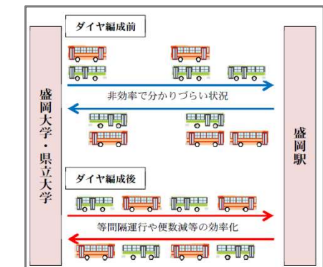 ダイヤ編成前
盛岡大学・県立大学
非効率で分かりづらい状況
盛岡駅
ダイヤ編成後
等間隔運行や便数減等の効率化